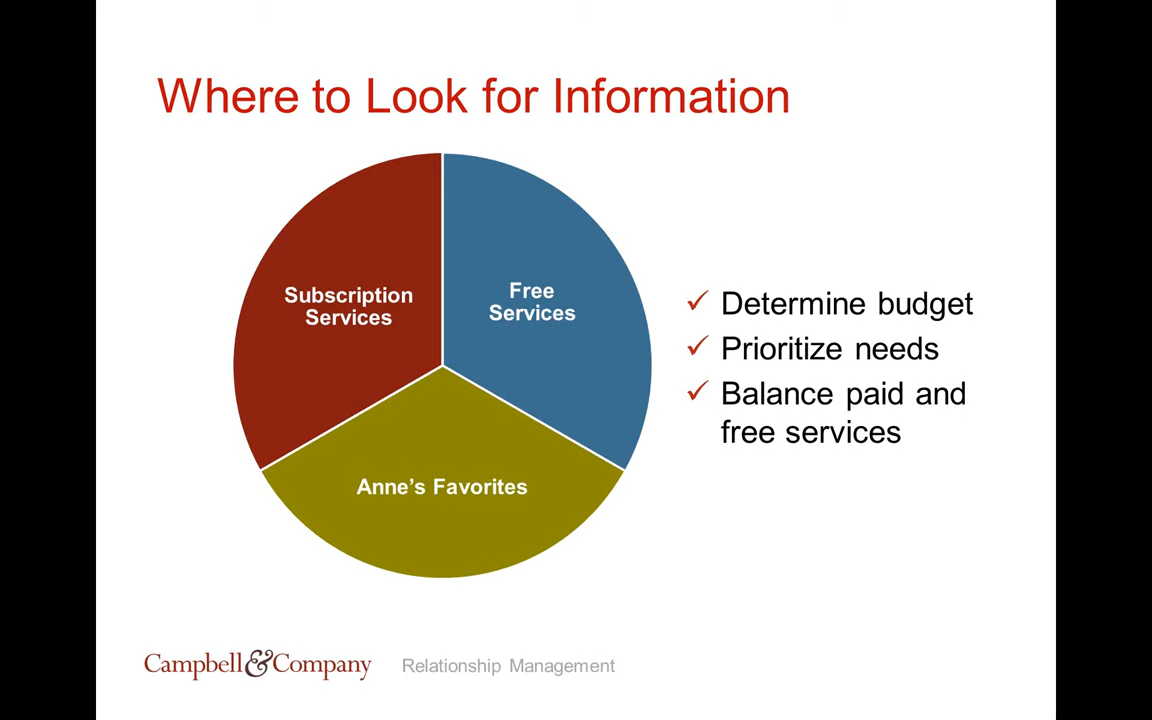 Where to Look for Information
Subscription
Services
Free
Services
Anne’s Favorites
✓ Determine budget
✓ Prioritize needs
✓ Balance paid and
free services
Campbell&Company
Relationship Management